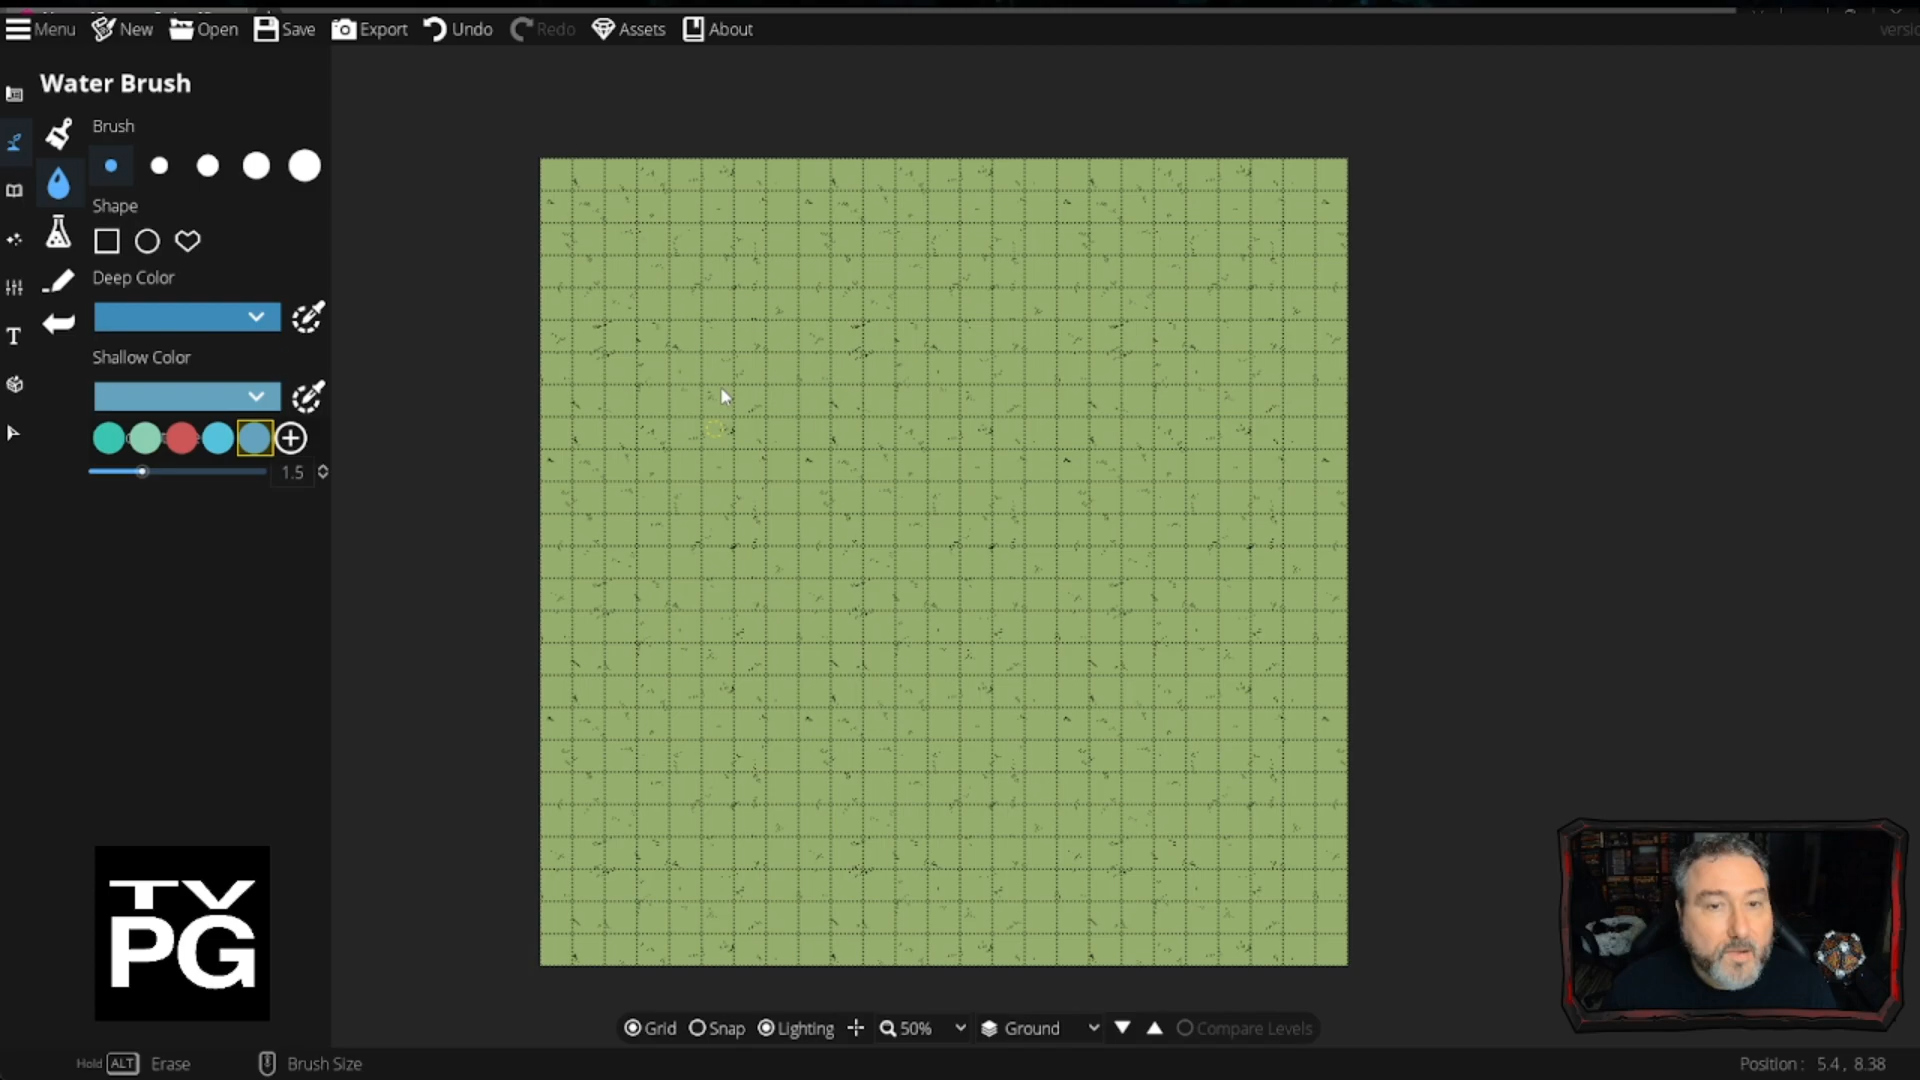 Menu New Open Save Export Undo Redo Assets About
versio
Water Brush
Brush
Shape
Deep Color
Shallow Color
1.5
T
TV
PG
Grid Snap Lighting 50% Ground Compare Levels
Hold ALT Erase Brush Size
Position : 5.4 , 8.38